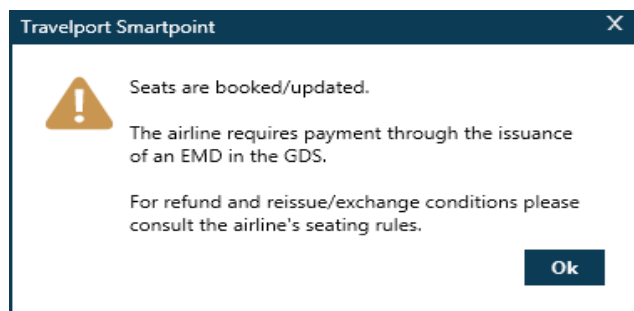 Travelport Smartpoint
X
Seats are booked/updated.
The airline requires payment through the issuance
of an EMD in the GDS.
For refund and reissue/exchange conditions please
consult the airline's seating rules.
Ok